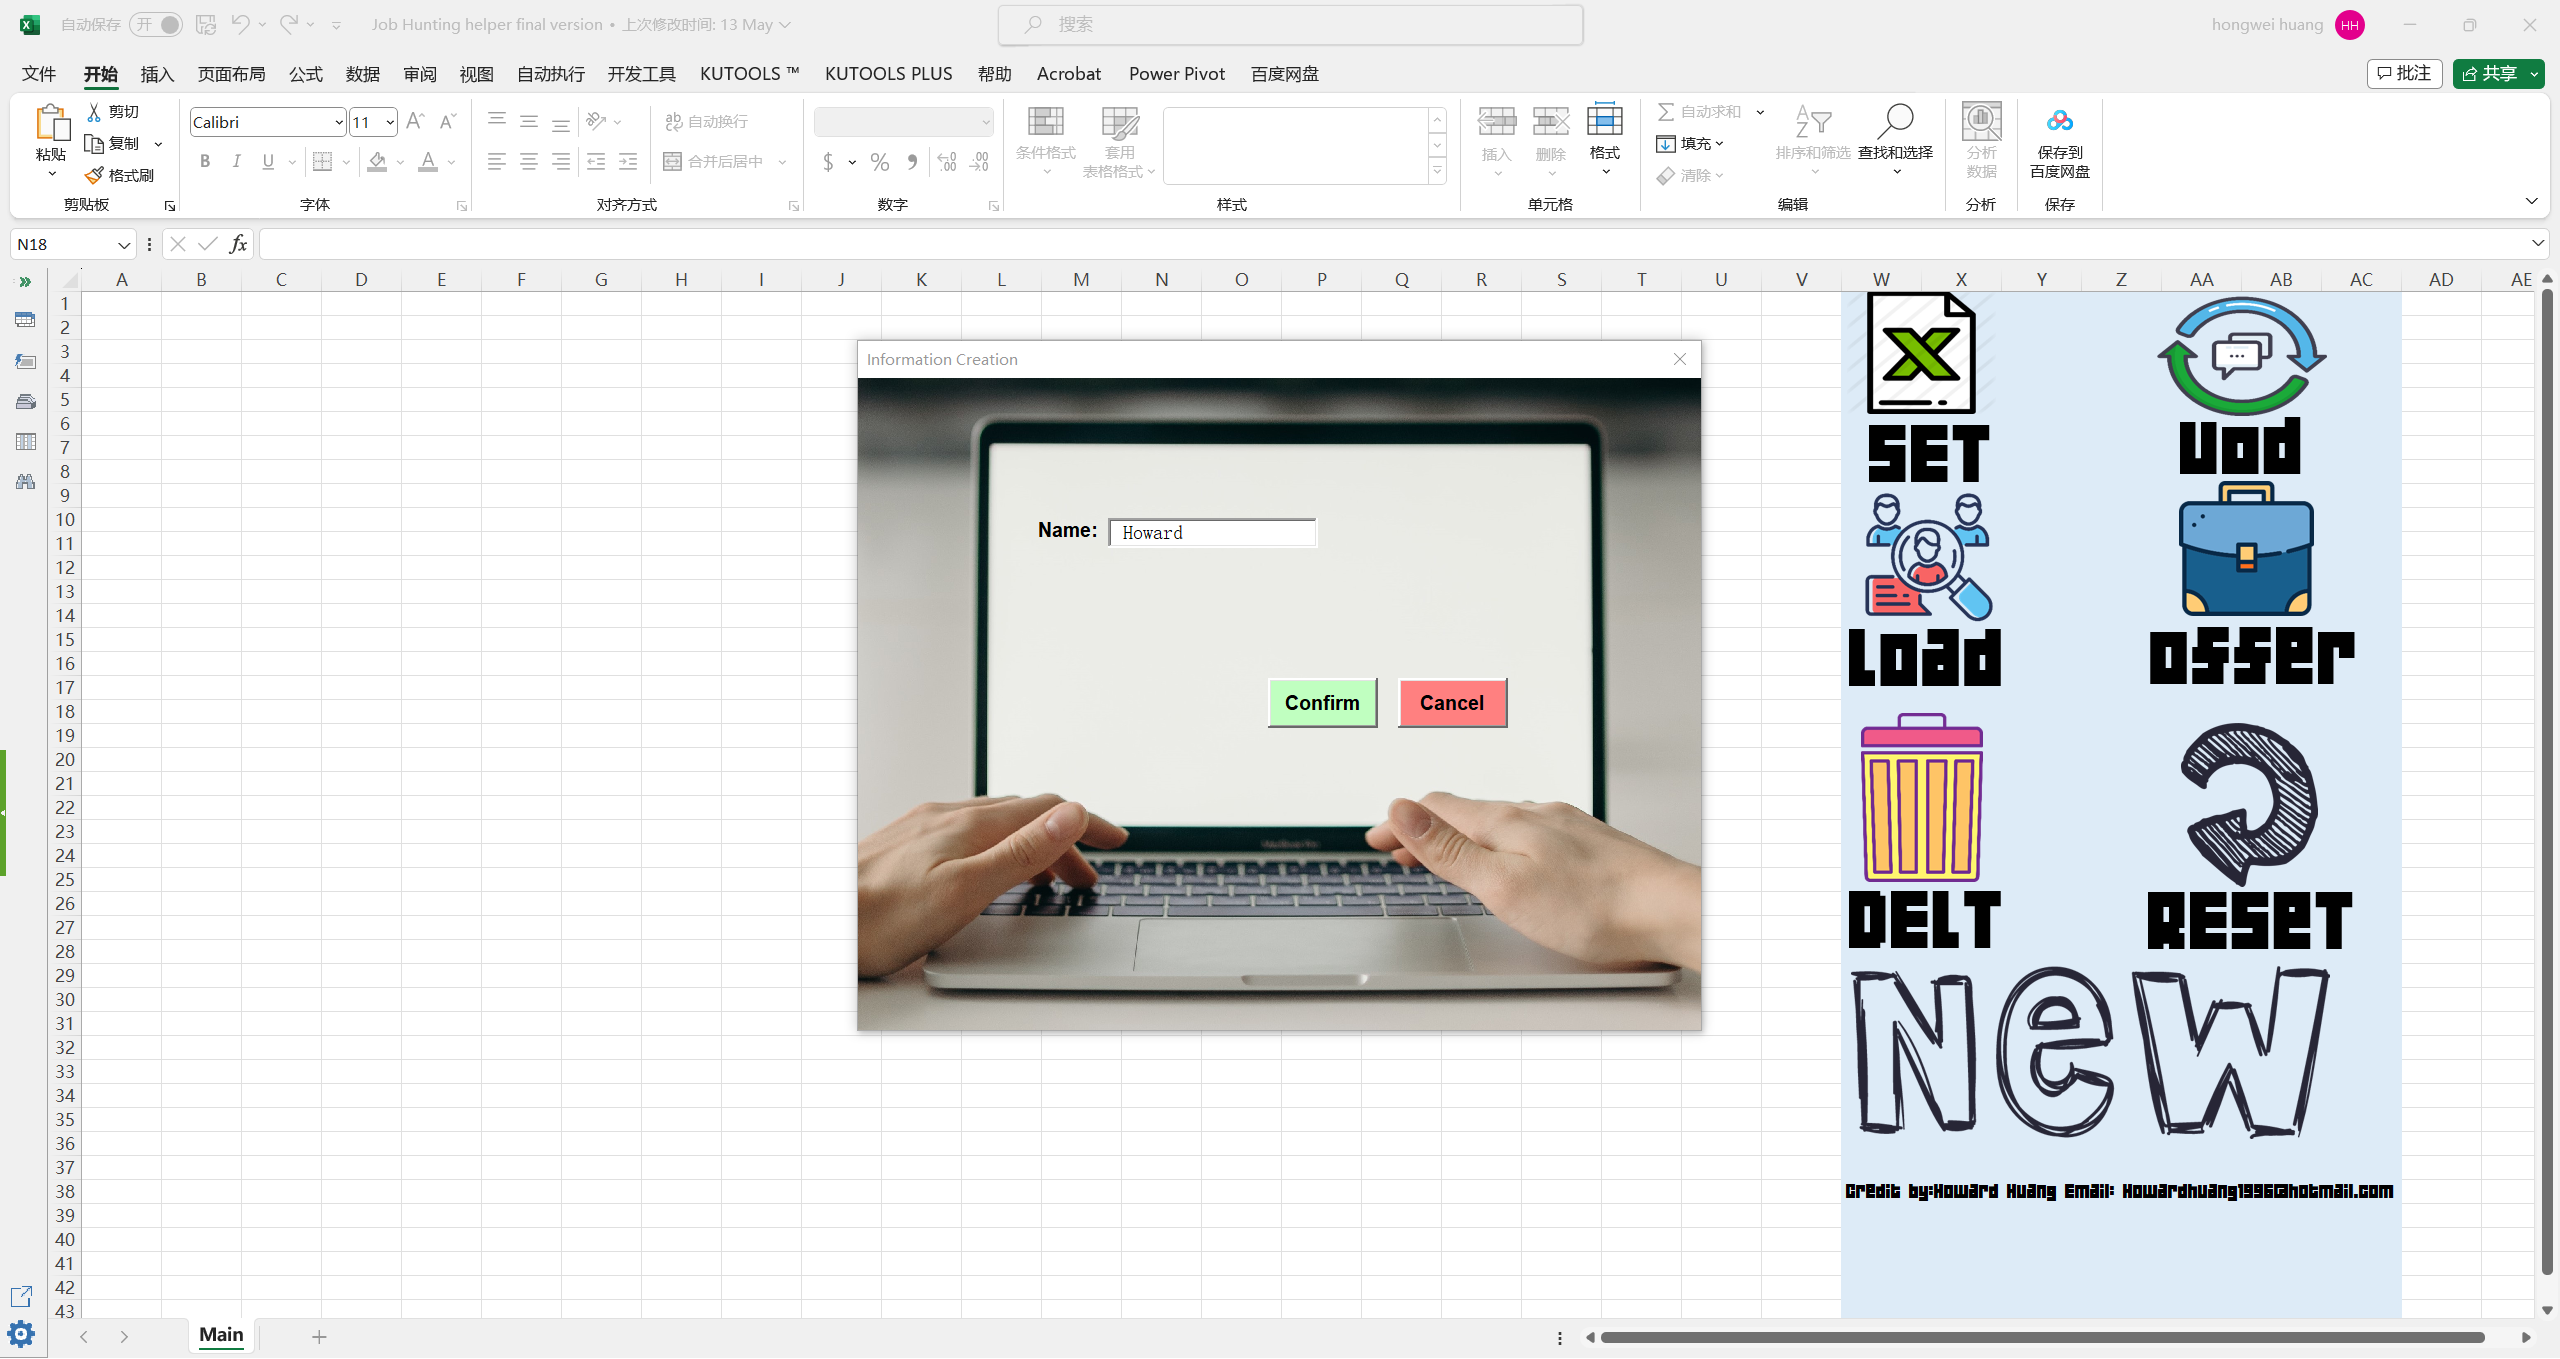 自动保存 开 Job Hunting helper final version • 上次修改时间: 13 May 搜索 hongwei huang HH
文件 开始 插入 页面布局 公式 数据 审阅 视图 自动执行 开发工具 KUTOOLS ™ KUTOOLS PLUS 帮助 Acrobat Power Pivot 百度网盘 批注 共享
粘贴 剪切 复制 格式刷 剪贴板
Calibri 11 B I U A 字体
ab 自动换行 合并后居中 对齐方式
$ % 数字
条件格式 套用 表格格式 样式
插入 删除 格式 单元格
自动求和 填充 清除 排序和筛选 查找和选择 编辑
分析 数据 分析
保存到 百度网盘 保存
N18 fx
A B C D E F G H I J K L M N O P Q R S T U V W X Y Z AA AB AC AD AE
1
2
3
4
5
6
7
8
9
10
11
12
13
14
15
16
17
18
19
20
21
22
23
24
25
26
27
28
29
30
31
32
33
34
35
36
37
38
39
40
41
42
43
Information Creation
Name: Howard
Confirm Cancel
SET UOD
LOad Offer
DELT RESET
New
Credit by:Howard Huang Email: Howardhuang1996@hotmail.com
Main